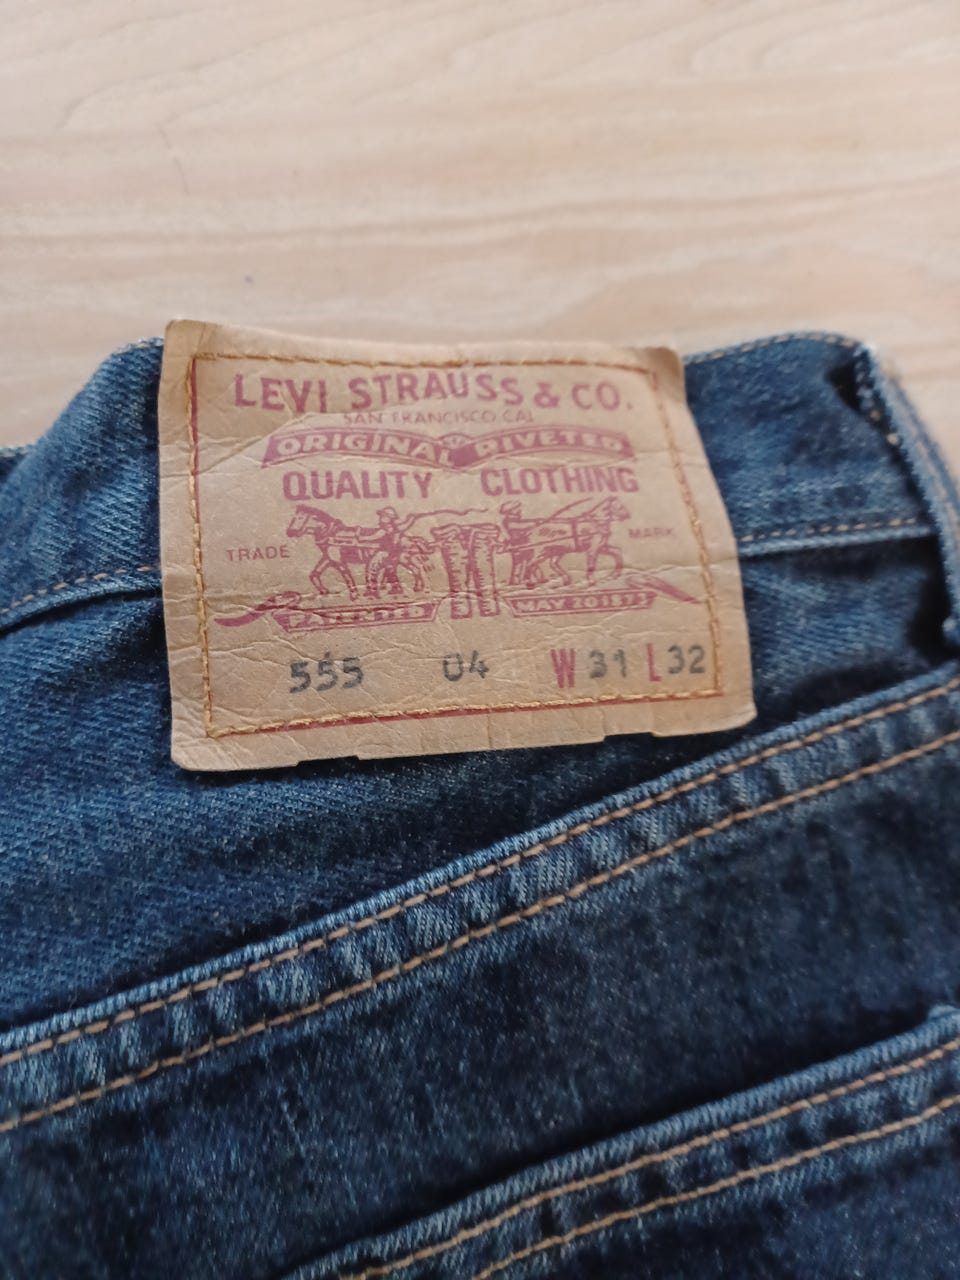 LEVI STRAUSS & CO.
SAN FRANCISCO, CAL
ORIGINAL RIVETED
QUALITY CLOTHING
TRADE MARK
PATENTED MAY 20 1873
555 04 W 31 L 32